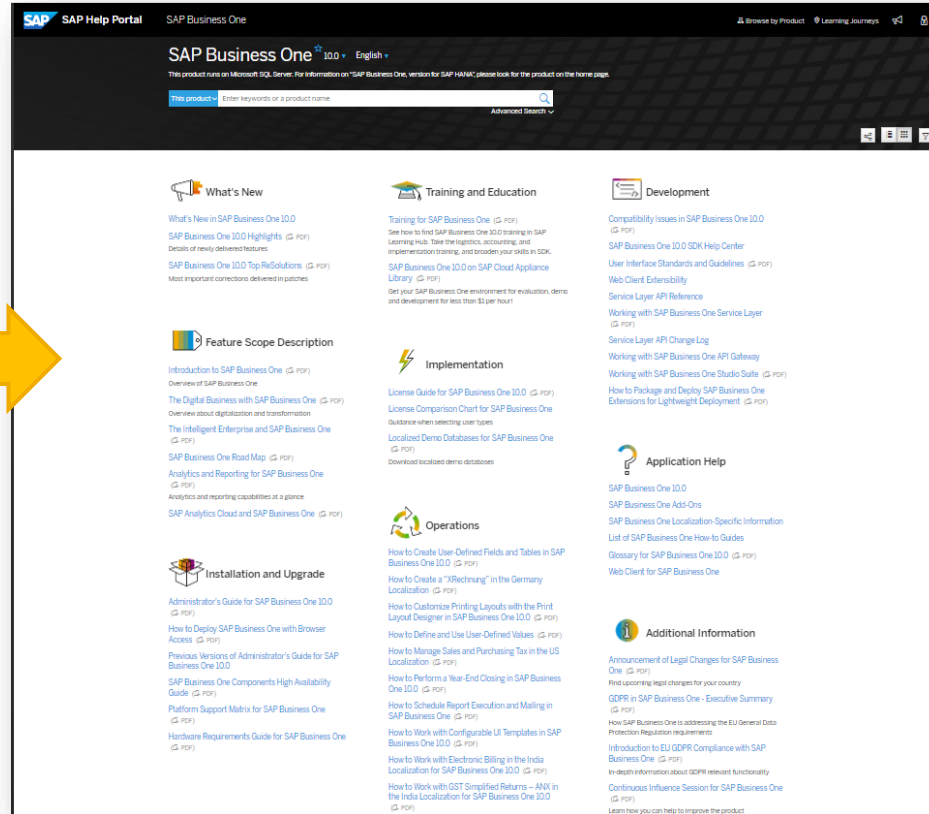 SAP SAP Help Portal SAP Business One
Browse by Product Learning Journeys
SAP Business One 10.0 English
This product runs on Microsoft SQL Server. For information on "SAP Business One, version for SAP HANA", please look for the product on the home page.
This product Enter keywords or a product name
Advanced Search
What's New
What's New in SAP Business One 10.0
SAP Business One 10.0 Highlights (PDF)
Details of newly delivered features
SAP Business One 10.0 Top ReSolutions (PDF)
Most important corrections delivered in patches
Feature Scope Description
Introduction to SAP Business One (PDF)
Overview of SAP Business One
The Digital Business with SAP Business One (PDF)
Overview about digitalization and transformation
The Intelligent Enterprise and SAP Business One
(PDF)
SAP Business One Road Map (PDF)
Analytics and Reporting for SAP Business One
(PDF)
Analytics and reporting capabilities at a glance
SAP Analytics Cloud and SAP Business One (PDF)
Installation and Upgrade
Administrator's Guide for SAP Business One 10.0
(PDF)
How to Deploy SAP Business One with Browser
Access (PDF)
Previous Versions of Administrator's Guide for SAP
Business One 10.0
SAP Business One Components High Availability
Guide (PDF)
Platform Support Matrix for SAP Business One
(PDF)
Hardware Requirements Guide for SAP Business One
(PDF)
Training and Education
Training for SAP Business One (PDF)
See how to find SAP Business One 10.0 training in SAP
Learning Hub. Take the logistics, accounting, and
implementation training, and broaden your skills in SDK.
SAP Business One 10.0 on SAP Cloud Appliance
Library (PDF)
Get your SAP Business One environment for evaluation, demo
and development for less than $1 per hour!
Implementation
License Guide for SAP Business One 10.0 (PDF)
License Comparison Chart for SAP Business One
Guidance when selecting user types
Localized Demo Databases for SAP Business One
(PDF)
Download localized demo databases
Operations
How to Create User-Defined Fields and Tables in SAP
Business One 10.0 (PDF)
How to Create a "XRechnung" in the Germany
Localization (PDF)
How to Customize Printing Layouts with the Print
Layout Designer in SAP Business One 10.0 (PDF)
How to Define and Use User-Defined Values (PDF)
How to Manage Sales and Purchasing Tax in the US
Localization (PDF)
How to Perform a Year-End Closing in SAP Business
One 10.0 (PDF)
How to Schedule Report Execution and Mailing in
SAP Business One (PDF)
How to Work with Configurable UI Templates in SAP
Business One 10.0 (PDF)
How to Work with Electronic Billing in the India
Localization for SAP Business One 10.0 (PDF)
How to Work with GST Simplified Returns – ANX in
the India Localization for SAP Business One 10.0
(PDF)
Development
Compatibility Issues in SAP Business One 10.0
(PDF)
SAP Business One 10.0 SDK Help Center
User Interface Standards and Guidelines (PDF)
Web Client Extensibility
Service Layer API Reference
Working with SAP Business One Service Layer
(PDF)
Service Layer API Change Log
Working with SAP Business One API Gateway
Working with SAP Business One Studio Suite (PDF)
How to Package and Deploy SAP Business One
Extensions for Lightweight Deployment (PDF)
Application Help
SAP Business One 10.0
SAP Business One Add-Ons
SAP Business One Localization-Specific Information
List of SAP Business One How-to Guides
Glossary for SAP Business One 10.0 (PDF)
Web Client for SAP Business One
Additional Information
Announcement of Legal Changes for SAP Business
One (PDF)
Find upcoming legal changes for your country
GDPR in SAP Business One - Executive Summary
(PDF)
How SAP Business One is addressing the EU General Data
Protection Regulation requirements
Introduction to EU GDPR Compliance with SAP
Business One (PDF)
In-depth information about GDPR relevant functionality
Continuous Influence Session for SAP Business One
(PDF)
Learn how you can help to improve the product